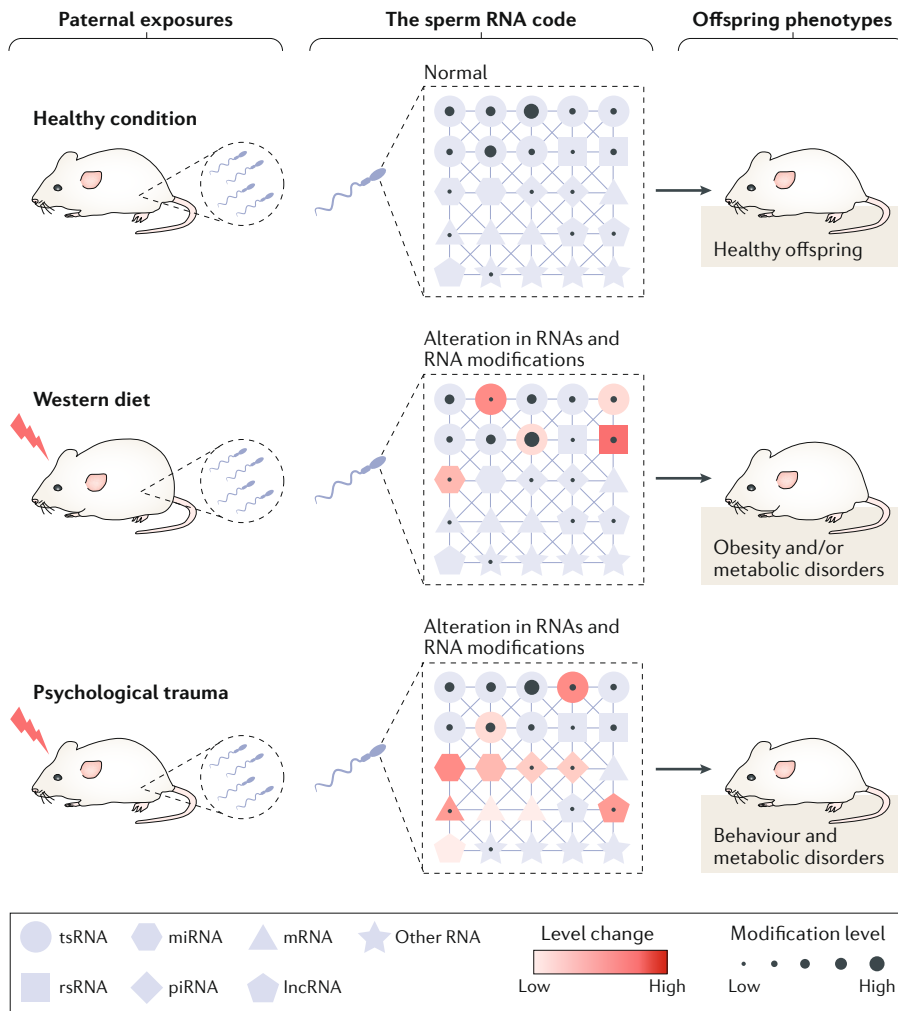 Paternal exposures
The sperm RNA code
Offspring phenotypes
Normal
Healthy condition
Healthy offspring
Alteration in RNAs and
RNA modifications
Western diet
Obesity and/or
metabolic disorders
Alteration in RNAs and
RNA modifications
Psychological trauma
Behaviour and
metabolic disorders
tsRNA
miRNA
mRNA
Other RNA
rsRNA
piRNA
lncRNA
Level change
Low
High
Modification level
Low
High